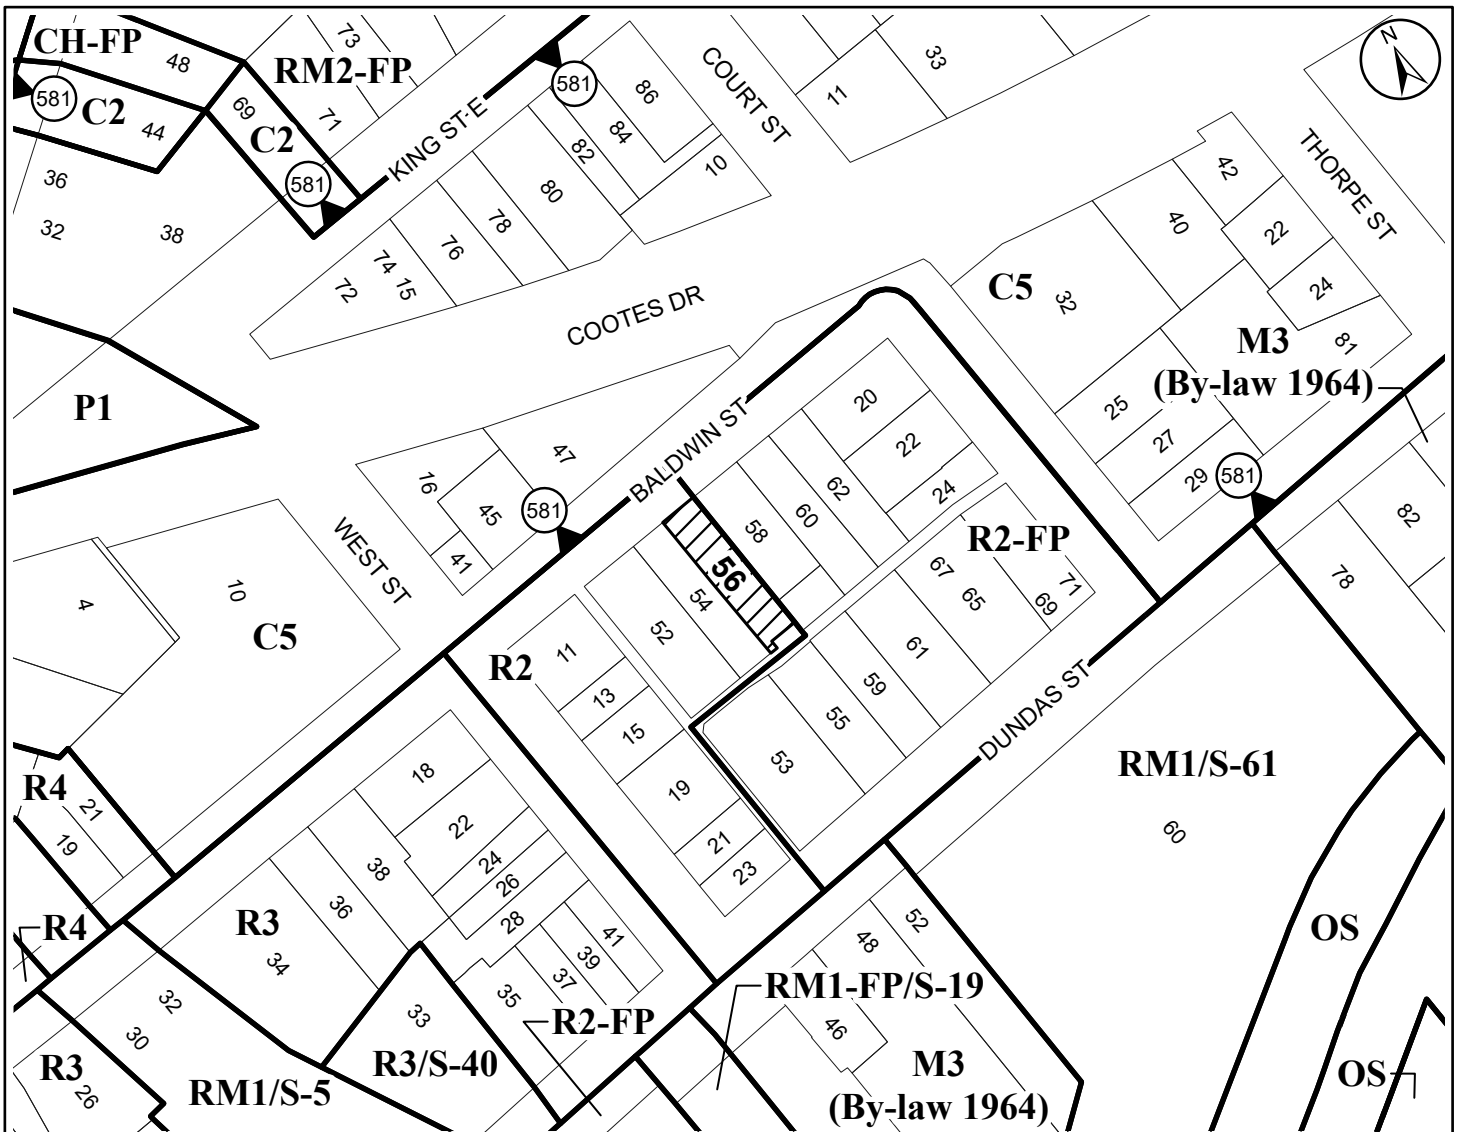 CH-FP
48
73
RM2-FP
581
C2
44
69
C2
71
581
KING ST-E
581
86
84
82
80
78
76
74
15
72
10
COURT ST
11
33
N
THORPE ST
42
40
22
24
32
C5
81
M3
(By-law 1964)
25
27
29
581
82
78
36
32
38
P1
COOTES DR
47
16
45
41
581
BALDWIN ST
WEST ST
20
22
24
62
60
58
56
54
52
R2-FP
67
65
71
69
61
59
55
53
DUNDAS ST
4
10
C5
R2
11
13
15
19
21
23
RM1/S-61
60
R4
21
19
R4
18
22
24
26
28
38
36
R3
34
41
39
37
35
32
30
33
R3
26
RM1/S-5
R3/S-40
R2-FP
RM1-FP/S-19
52
48
46
M3
(By-law 1964)
OS
OS